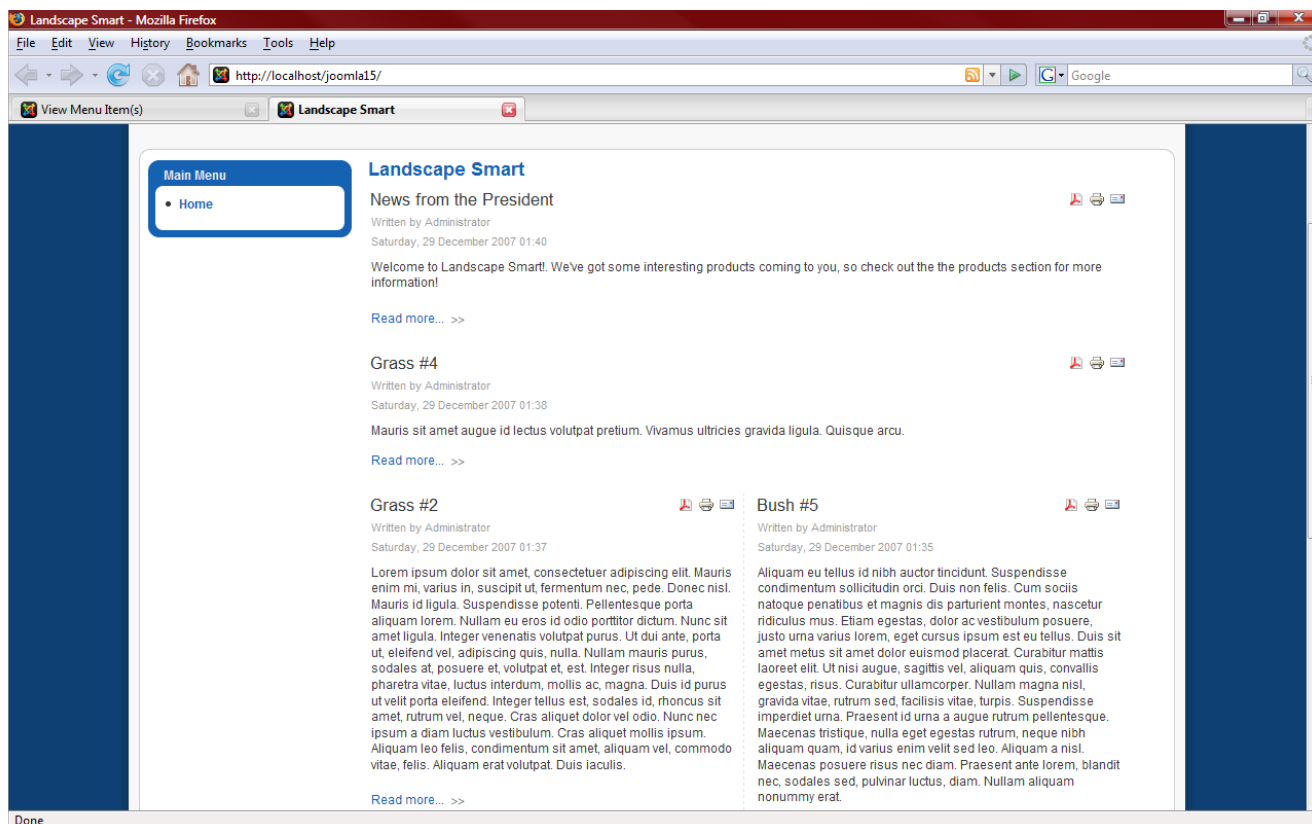 Landscape Smart - Mozilla Firefox
File Edit View History Bookmarks Tools Help
http://localhost/joomla15/
G Google
View Menu Item(s)
Landscape Smart
Main Menu
Home
Landscape Smart
News from the President
Written by Administrator
Saturday, 29 December 2007 01:40
Welcome to Landscape Smart!. We've got some interesting products coming to you, so check out the the products section for more
information!
Read more... >>
Grass #4
Written by Administrator
Saturday, 29 December 2007 01:38
Mauris sit amet augue id lectus volutpat pretium. Vivamus ultricies gravida ligula. Quisque arcu.
Read more... >>
Grass #2
Written by Administrator
Saturday, 29 December 2007 01:37
Lorem ipsum dolor sit amet, consectetuer adipiscing elit. Mauris
enim mi, varius in, suscipit ut, fermentum nec, pede. Donec nisl.
Mauris id ligula. Suspendisse potenti. Pellentesque porta
aliquam lorem. Nullam eu eros id odio porttitor dictum. Nunc sit
amet ligula. Integer venenatis volutpat purus. Ut dui ante, porta
ut, eleifend vel, adipiscing quis, nulla. Nullam mauris purus,
sodales at, posuere et, volutpat et, est. Integer risus nulla,
pharetra vitae, luctus interdum, mollis ac, magna. Duis id purus
ut velit porta eleifend. Integer tellus est, sodales id, rhoncus sit
amet, rutrum vel, neque. Cras aliquet dolor vel odio. Nunc nec
ipsum a diam luctus vestibulum. Cras aliquet mollis ipsum.
Aliquam leo felis, condimentum sit amet, aliquam vel, commodo
vitae, felis. Aliquam erat volutpat. Duis iaculis.
Read more... >>
Bush #5
Written by Administrator
Saturday, 29 December 2007 01:35
Aliquam eu tellus id nibh auctor tincidunt. Suspendisse
condimentum sollicitudin orci. Duis non felis. Cum sociis
natoque penatibus et magnis dis parturient montes, nascetur
ridiculus mus. Etiam egestas, dolor ac vestibulum posuere,
justo urna varius lorem, eget cursus ipsum est eu tellus. Duis sit
amet metus sit amet dolor euismod placerat. Curabitur mattis
laoreet elit. Ut nisi augue, sagittis vel, aliquam quis, convallis
egestas, risus. Curabitur ullamcorper. Nullam magna nisl,
gravida vitae, rutrum sed, facilisis vitae, turpis. Suspendisse
imperdiet urna. Praesent id urna a augue rutrum pellentesque.
Maecenas tristique, nulla eget egestas rutrum, neque nibh
aliquam quam, id varius enim velit sed leo. Aliquam a nisl.
Maecenas posuere risus nec diam. Praesent ante lorem, blandit
nec, sodales sed, pulvinar luctus, diam. Nullam aliquam
nonummy erat.
Done